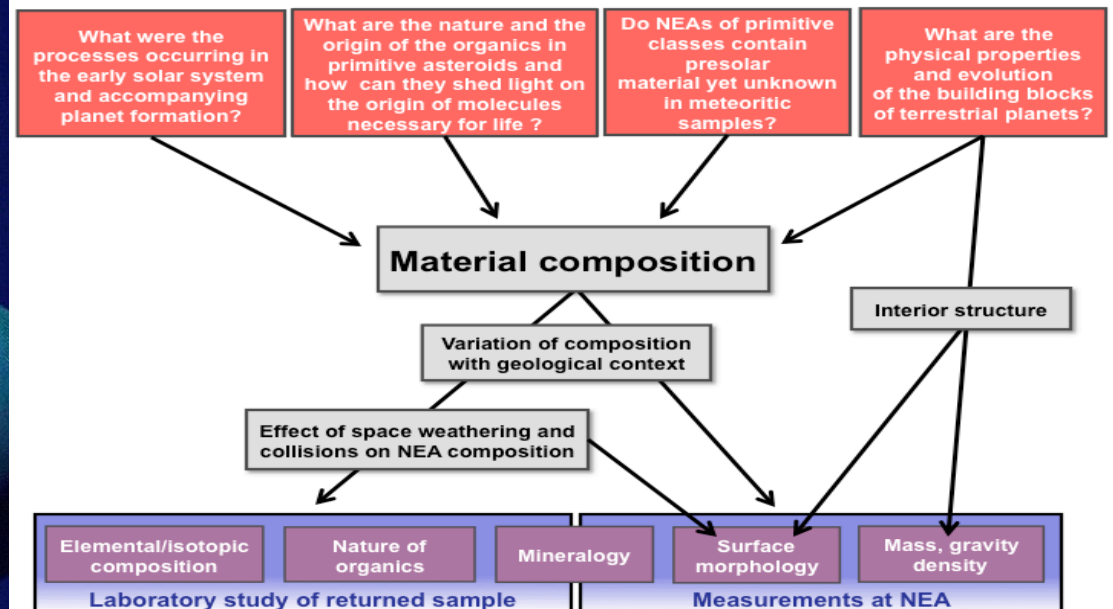 What were the
processes occurring in
the early solar system
and accompanying
planet formation?
What are the nature and the
origin of the organics in
primitive asteroids and
how can they shed light on
the origin of molecules
necessary for life ?
Do NEAs of primitive
classes contain
presolar
material yet unknown
in meteoritic
samples?
What are the
physical properties
and evolution
of the building blocks
of terrestrial planets?
Material composition
Interior structure
Variation of composition
with geological context
Effect of space weathering and
collisions on NEA composition
Elemental/isotopic
composition
Nature of
organics
Mineralogy
Surface
morphology
Mass, gravity
density
Laboratory study of returned sample
Measurements at NEA